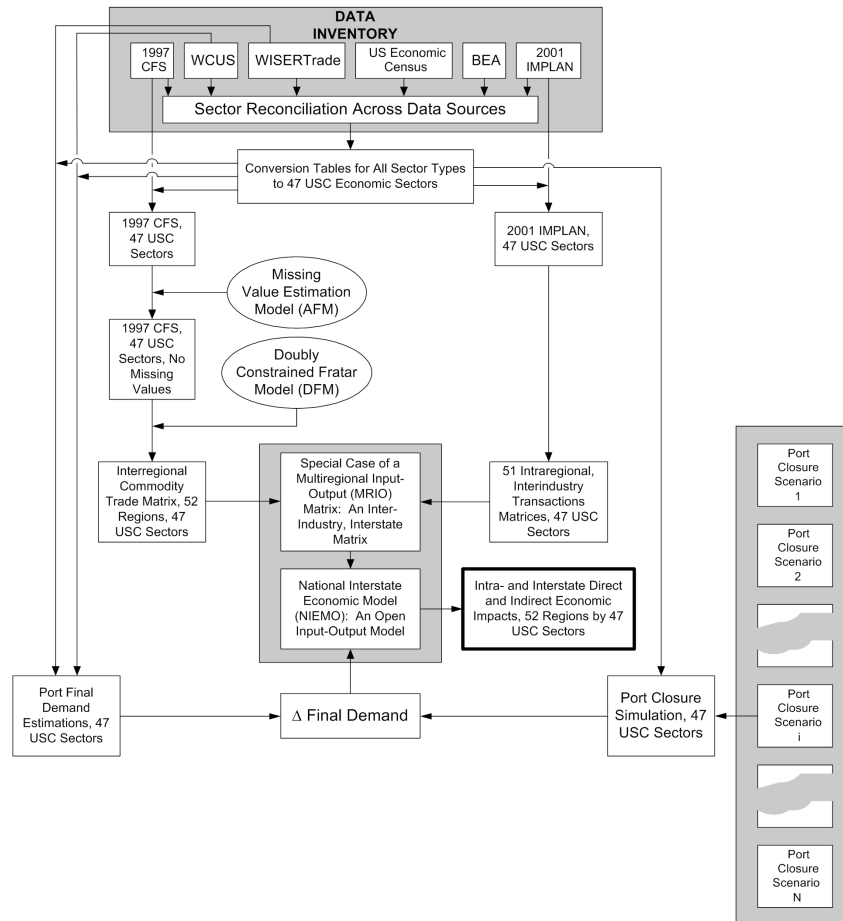 DATA
INVENTORY
1997
CFS
WCUS
WISERTrade
US Economic
Census
BEA
2001
IMPLAN
Sector Reconciliation Across Data Sources
Conversion Tables for All Sector Types
to 47 USC Economic Sectors
1997 CFS,
47 USC
Sectors
2001 IMPLAN,
47 USC Sectors
Missing
Value Estimation
Model (AFM)
1997 CFS,
47 USC
Sectors, No
Missing
Values
Doubly
Constrained Fratar
Model (DFM)
Interregional
Commodity
Trade Matrix, 52
Regions, 47
USC Sectors
Special Case of a
Multiregional Input-
Output (MRIO)
Matrix: An Inter-
Industry, Interstate
Matrix
51 Intraregional,
Interindustry
Transactions
Matrices, 47 USC
Sectors
National Interstate
Economic Model
(NIEMO): An Open
Input-Output Model
Intra- and Interstate Direct
and Indirect Economic
Impacts, 52 Regions by 47
USC Sectors
Port Final
Demand
Estimations, 47
USC Sectors
Δ Final Demand
Port Closure
Simulation, 47
USC Sectors
Port
Closure
Scenario
1
Port
Closure
Scenario
2
Port
Closure
Scenario
i
Port
Closure
Scenario
N